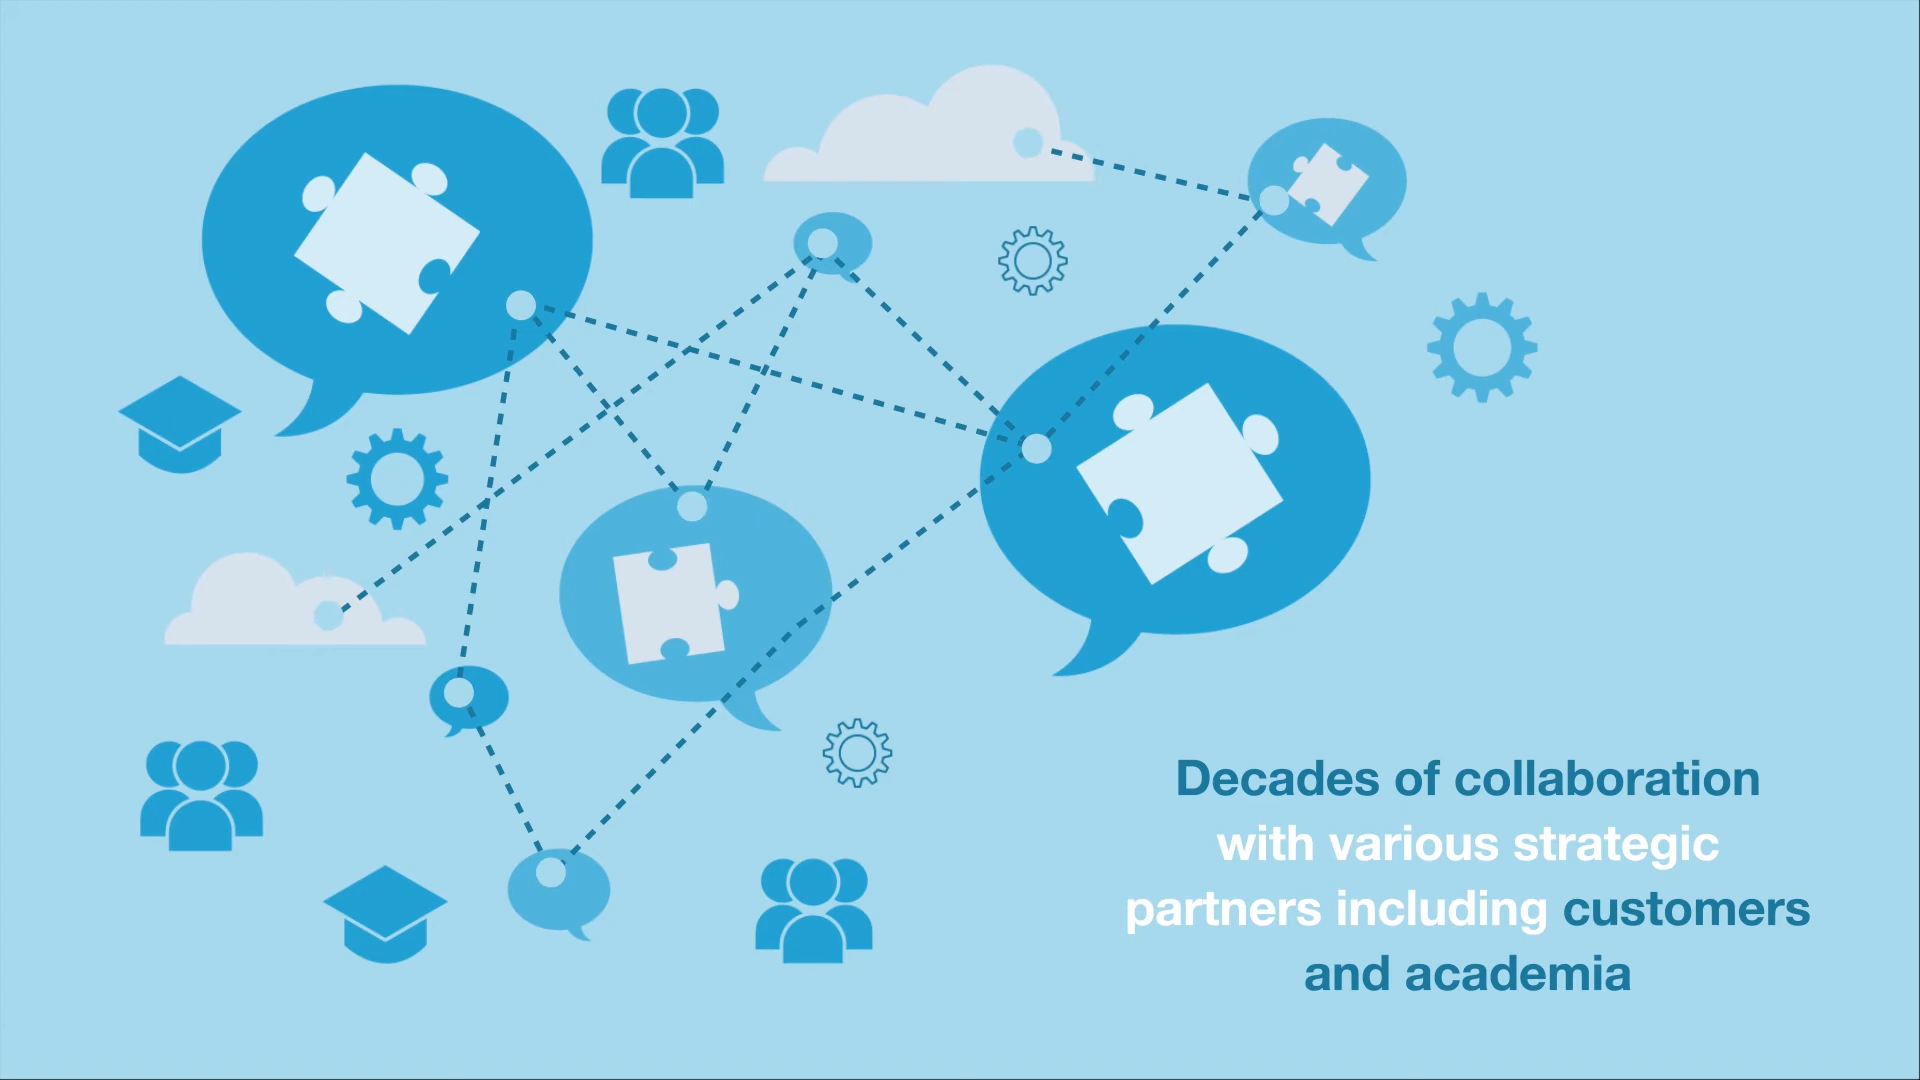 Decades of collaboration
with various strategic
partners including customers
and academia